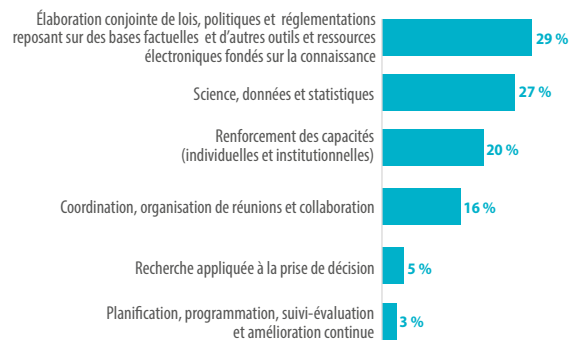 Élaboration conjointe de lois, politiques et réglementations
reposant sur des bases factuelles et d'autres outils et ressources
électroniques fondés sur la connaissance
29 %
Science, données et statistiques
27 %
Renforcement des capacités
(individuelles et institutionnelles)
20 %
Coordination, organisation de réunions et collaboration
16 %
Recherche appliquée à la prise de décision
5 %
Planification, programmation, suivi-évaluation
et amélioration continue
3 %